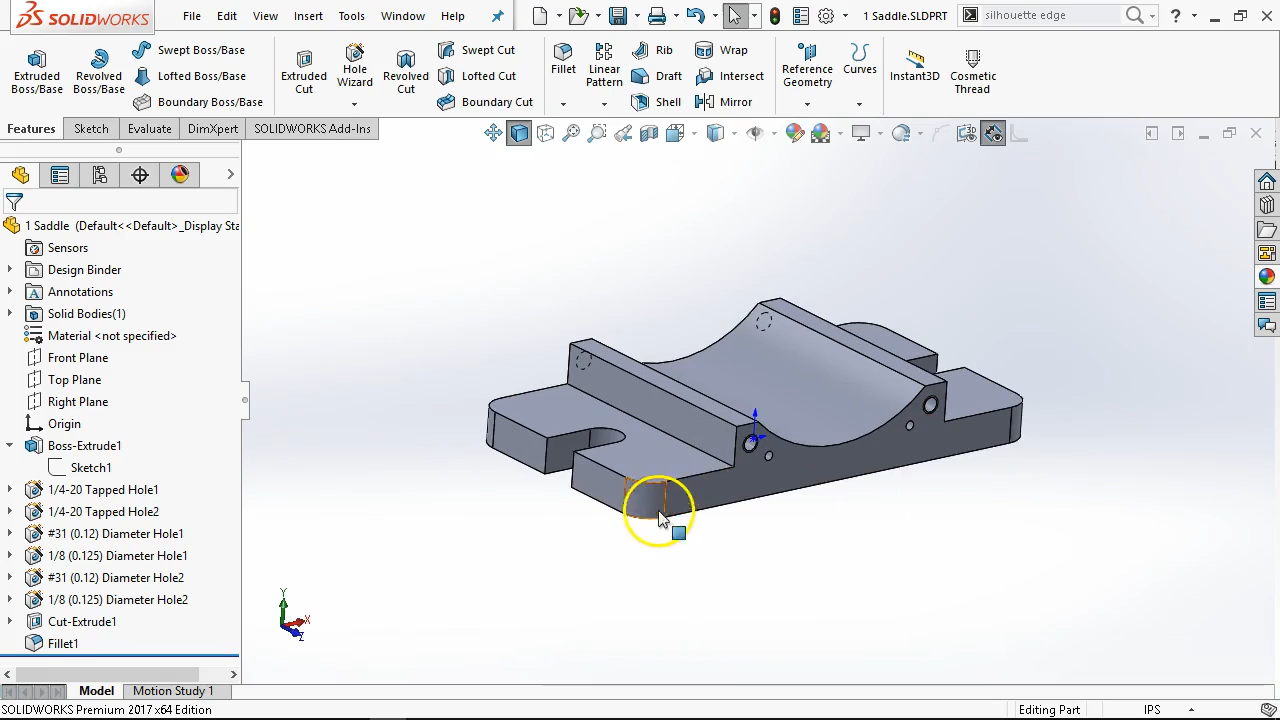 SOLIDWORKS File Edit View Insert Tools Window Help 1 Saddle.SLDPRT silhouette edge
Extruded Boss/Base
Revolved Boss/Base
Swept Boss/Base
Lofted Boss/Base
Boundary Boss/Base
Extruded Cut
Hole Wizard
Revolved Cut
Swept Cut
Lofted Cut
Boundary Cut
Fillet
Linear Pattern
Rib
Draft
Shell
Wrap
Intersect
Mirror
Reference Geometry
Curves
Instant3D
Cosmetic Thread
Features Sketch Evaluate DimXpert SOLIDWORKS Add-Ins
1 Saddle (Default<<Default>_Display Sta
Sensors
Design Binder
Annotations
Solid Bodies(1)
Material <not specified>
Front Plane
Top Plane
Right Plane
Origin
Boss-Extrude1
Sketch1
1/4-20 Tapped Hole1
1/4-20 Tapped Hole2
#31 (0.12) Diameter Hole1
1/8 (0.125) Diameter Hole1
#31 (0.12) Diameter Hole2
1/8 (0.125) Diameter Hole2
Cut-Extrude1
Fillet1
Y
X
Z
Model Motion Study 1
SOLIDWORKS Premium 2017 x64 Edition Editing Part IPS